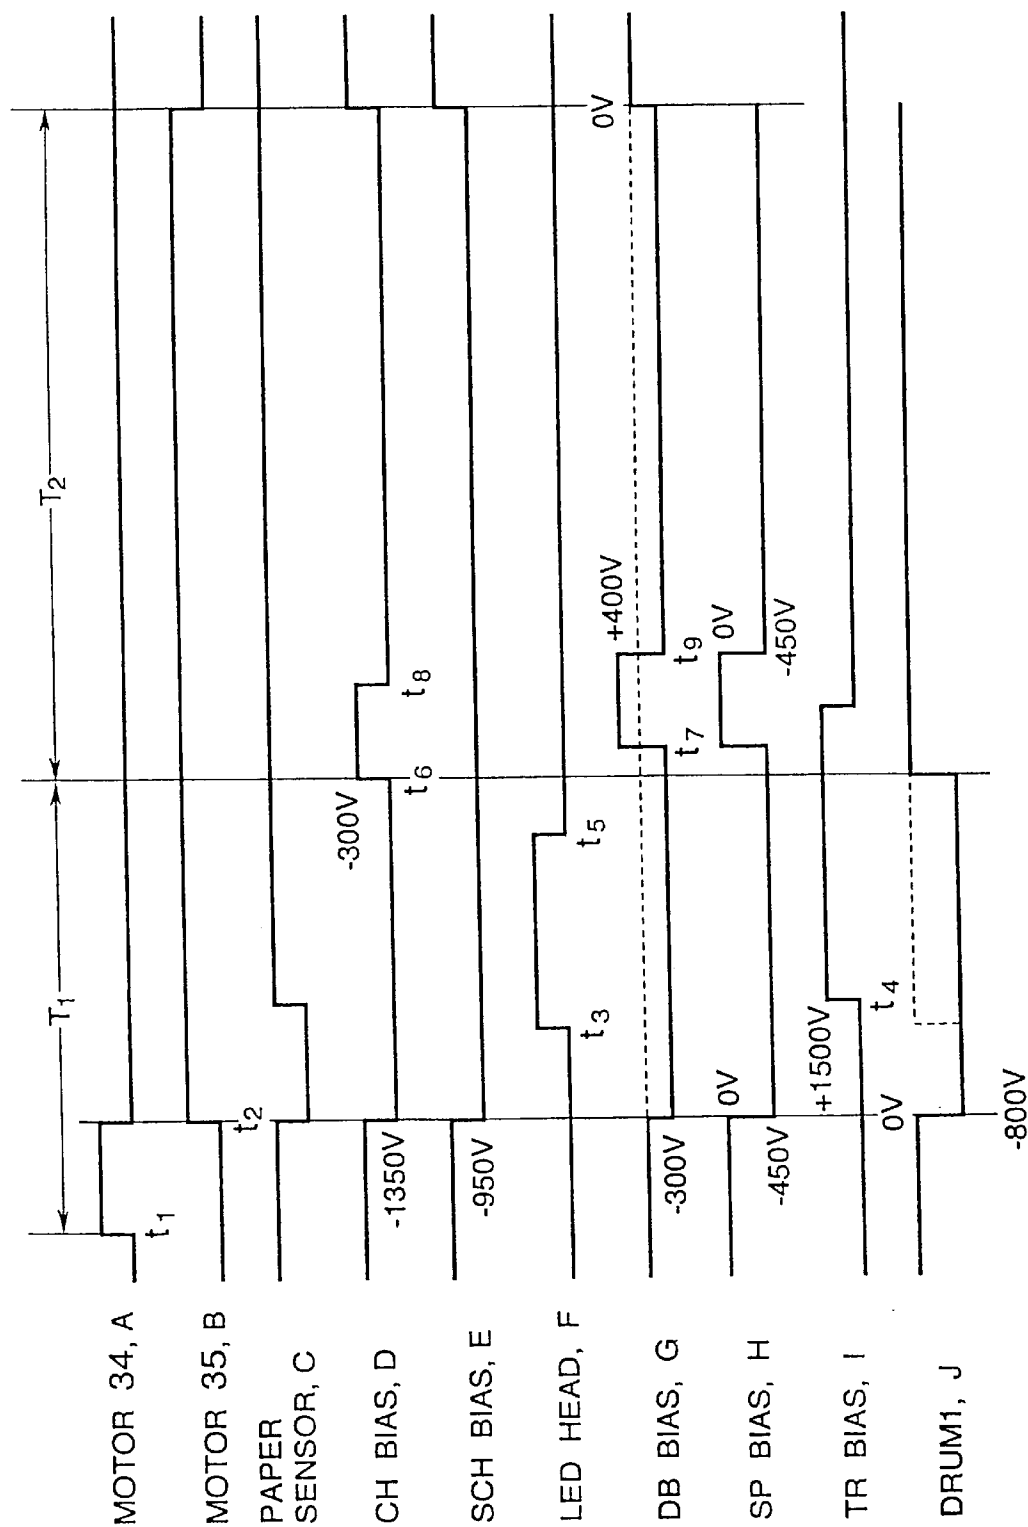 T1
T2
MOTOR 34, A
t1
MOTOR 35, B
t2
PAPER
SENSOR, C
CH BIAS, D
-1350V
-300V
t6
t8
SCH BIAS, E
-950V
LED HEAD, F
t3
t5
0V
DB BIAS, G
-300V
+400V
t7
t9
SP BIAS, H
0V
-450V
0V
-450V
TR BIAS, I
+1500V
t4
DRUM1, J
0V
-800V